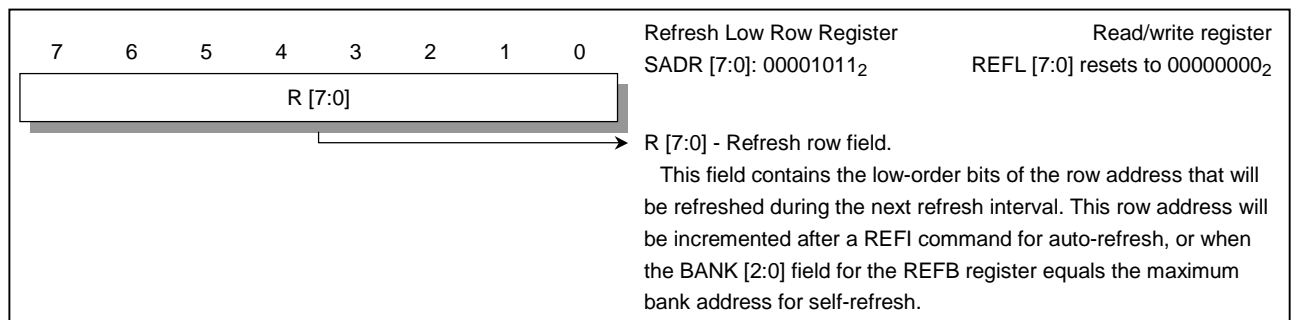 7 6 5 4 3 2 1 0
R [7:0]
Refresh Low Row Register Read/write register
SADR [7:0]: 00001011₂ REFL [7:0] resets to 00000000₂
R [7:0] - Refresh row field.
This field contains the low-order bits of the row address that will
be refreshed during the next refresh interval. This row address will
be incremented after a REFI command for auto-refresh, or when
the BANK [2:0] field for the REFB register equals the maximum
bank address for self-refresh.